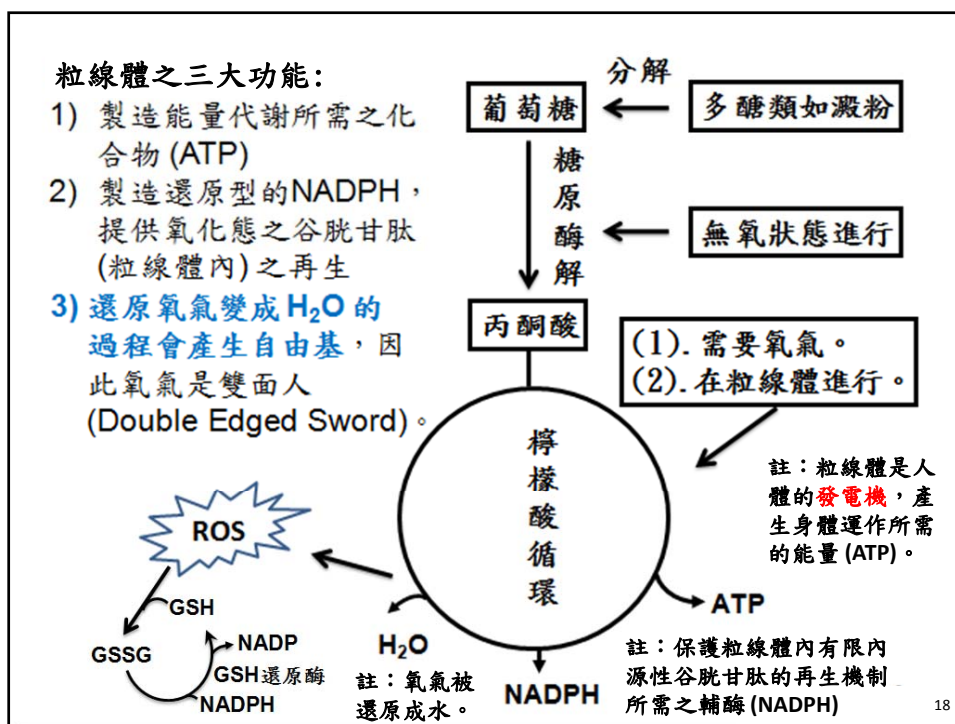 粒線體之三大功能:
1) 製造能量代謝所需之化
合物 (ATP)
2) 製造還原型的NADPH，
提供氧化態之谷胱甘肽
(粒線體內)之再生
3) 還原氧氣變成 H₂O 的
過程會產生自由基，因
此氧氣是雙面人
(Double Edged Sword)。
分解
葡萄糖
多醣類如澱粉
糖原酶解
無氧狀態進行
丙酮酸
(1). 需要氧氣。
(2). 在粒線體進行。
檸檬酸循環
註：粒線體是人
體的發電機，產
生身體運作所需
的能量 (ATP)。
ROS
GSH
GSSG
NADP
GSH還原酶
NADPH
H₂O
註：氧氣被
還原成水。
NADPH
ATP
註：保護粒線體內有限內
源性谷胱甘肽的再生機制
所需之輔酶 (NADPH)
18